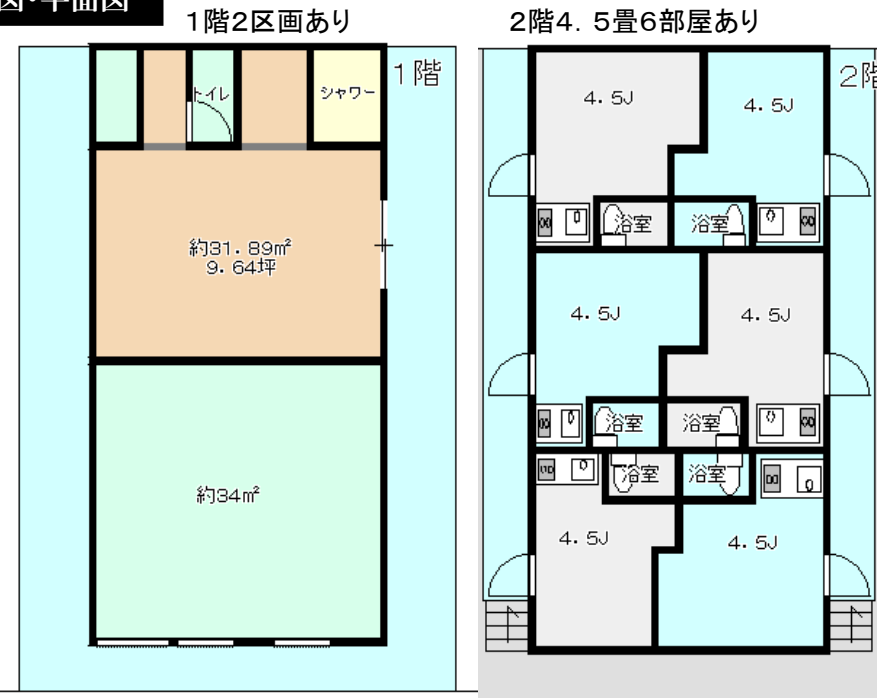 図・平面図
1階2区画あり
2階4．5畳6部屋あり
1階
トイレ
シャワー
約31．89㎡
9．64坪
約34㎡
2階
4．5J
4．5J
浴室
浴室
4．5J
4．5J
浴室
浴室
浴室
浴室
4．5J
4．5J